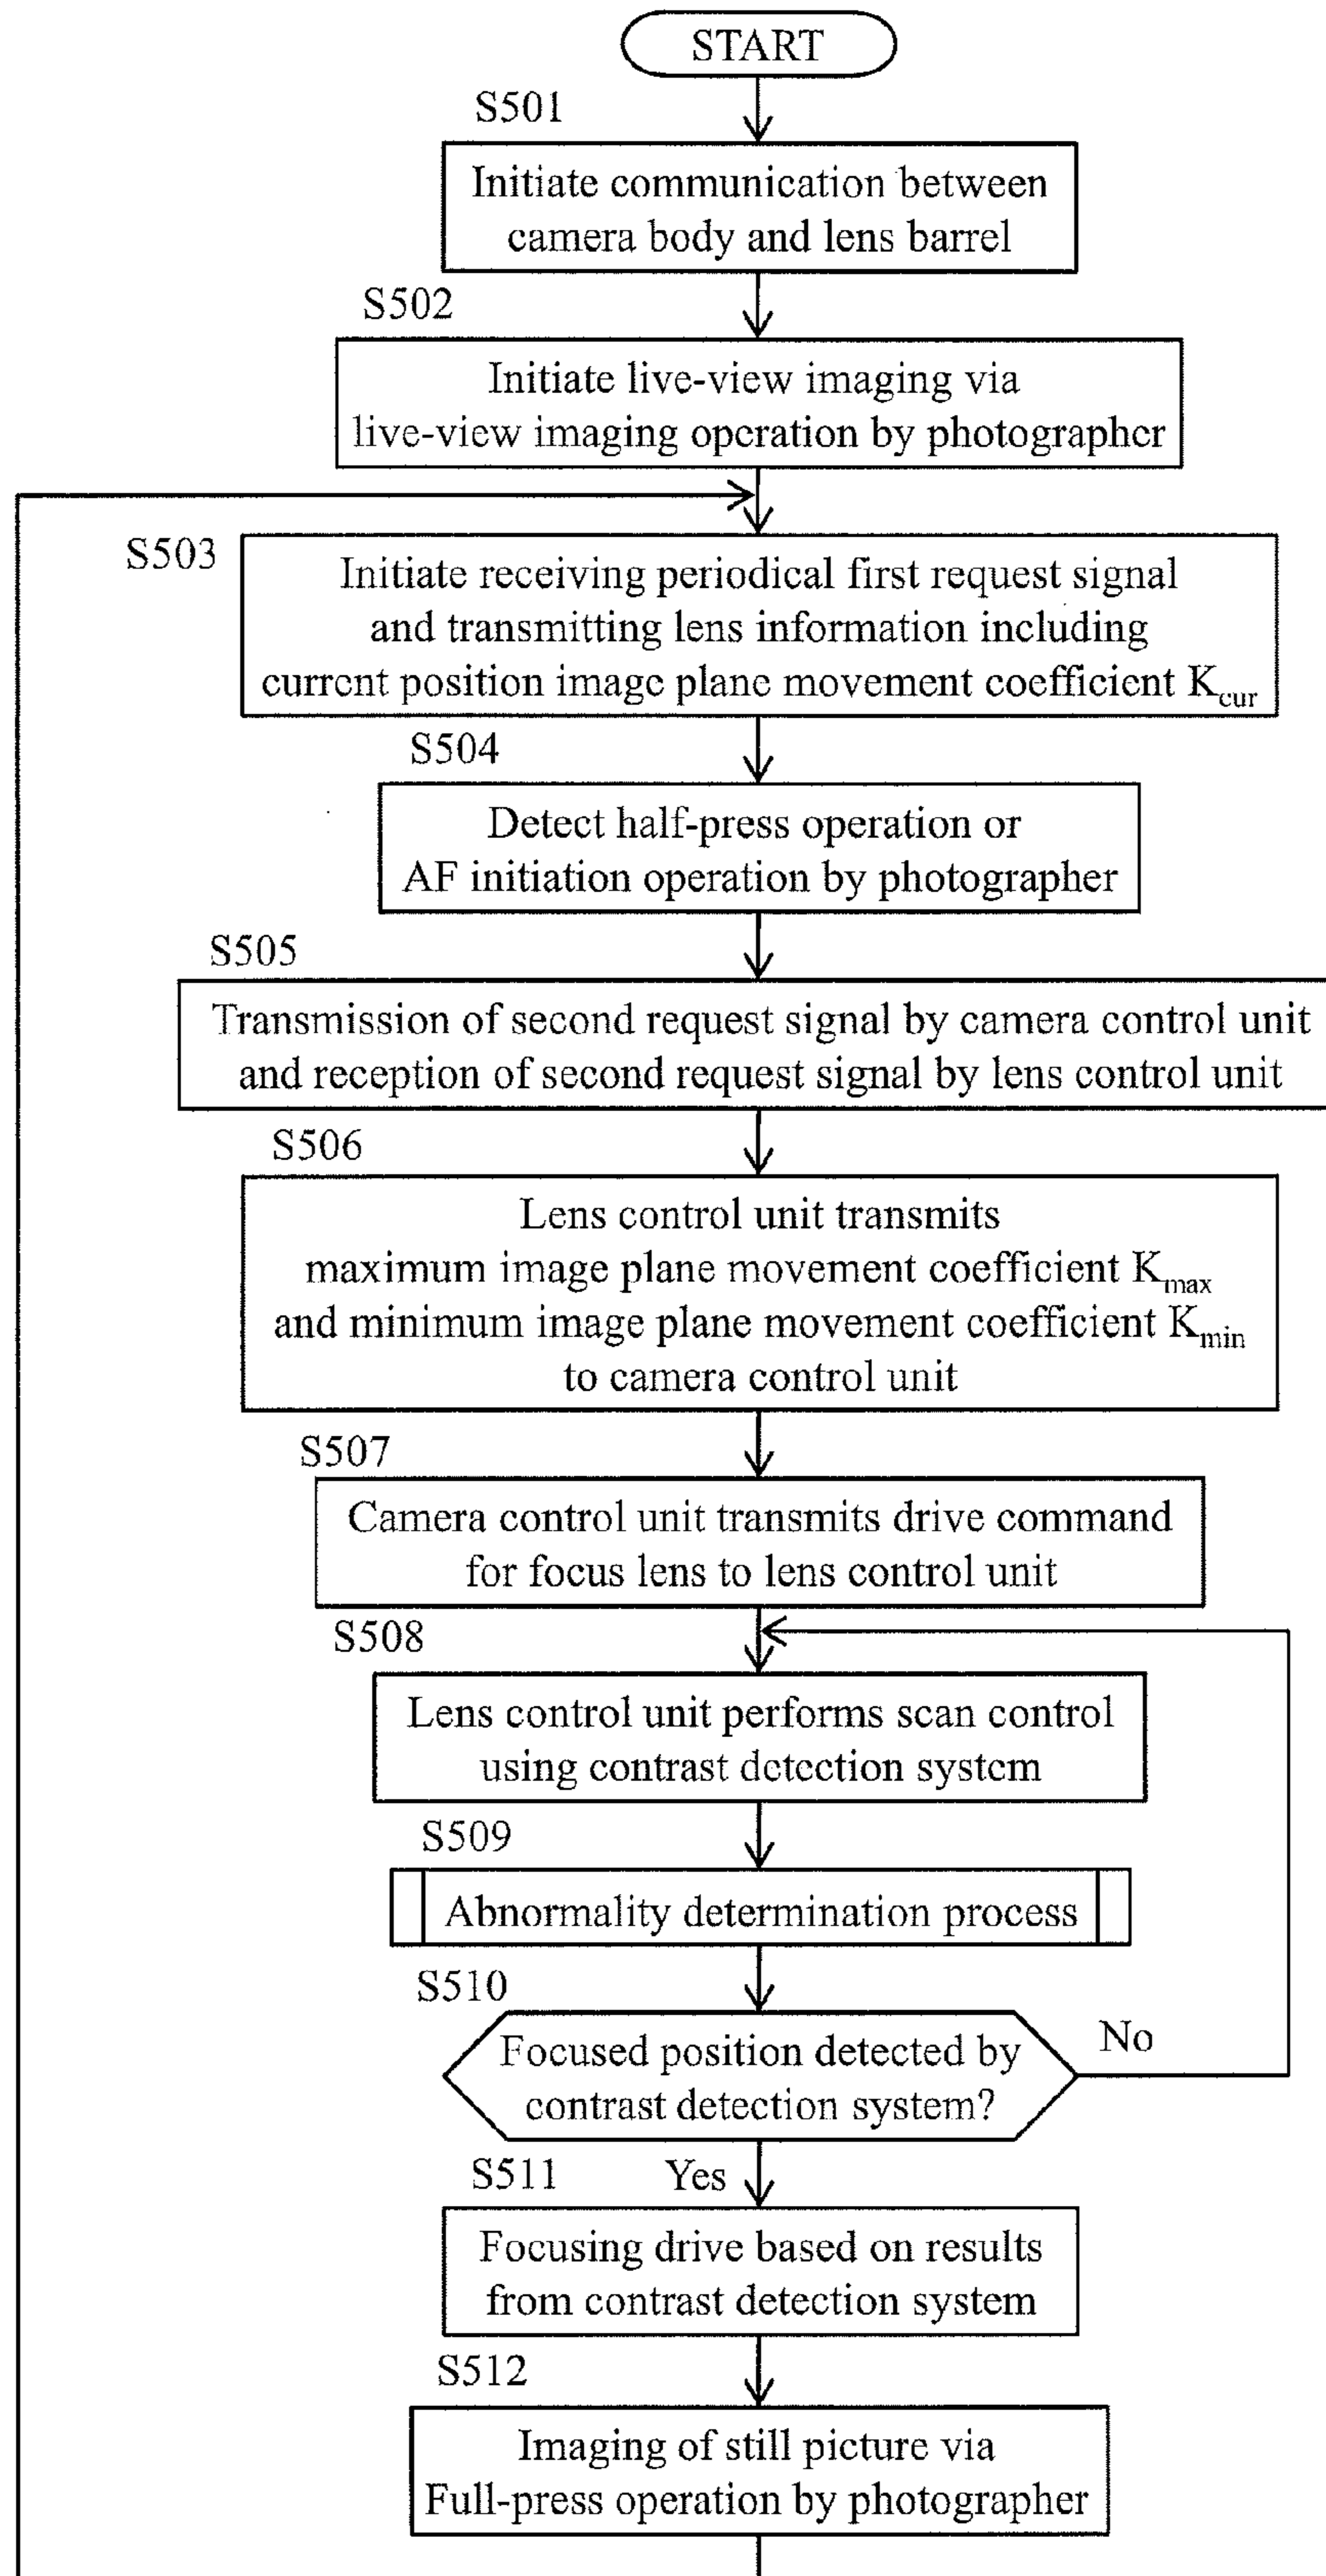 START
S501
Initiate communication between
camera body and lens barrel
S502
Initiate live-view imaging via
live-view imaging operation by photographer
S503
Initiate receiving periodical first request signal
and transmitting lens information including
current position image plane movement coefficient Kcur
S504
Detect half-press operation or
AF initiation operation by photographer
S505
Transmission of second request signal by camera control unit
and reception of second request signal by lens control unit
S506
Lens control unit transmits
maximum image plane movement coefficient Kmax
and minimum image plane movement coefficient Kmin
to camera control unit
S507
Camera control unit transmits drive command
for focus lens to lens control unit
S508
Lens control unit performs scan control
using contrast detection system
S509
Abnormality determination process
S510
Focused position detected by
contrast detection system?
No
S511
Yes
Focusing drive based on results
from contrast detection system
S512
Imaging of still picture via
Full-press operation by photographer